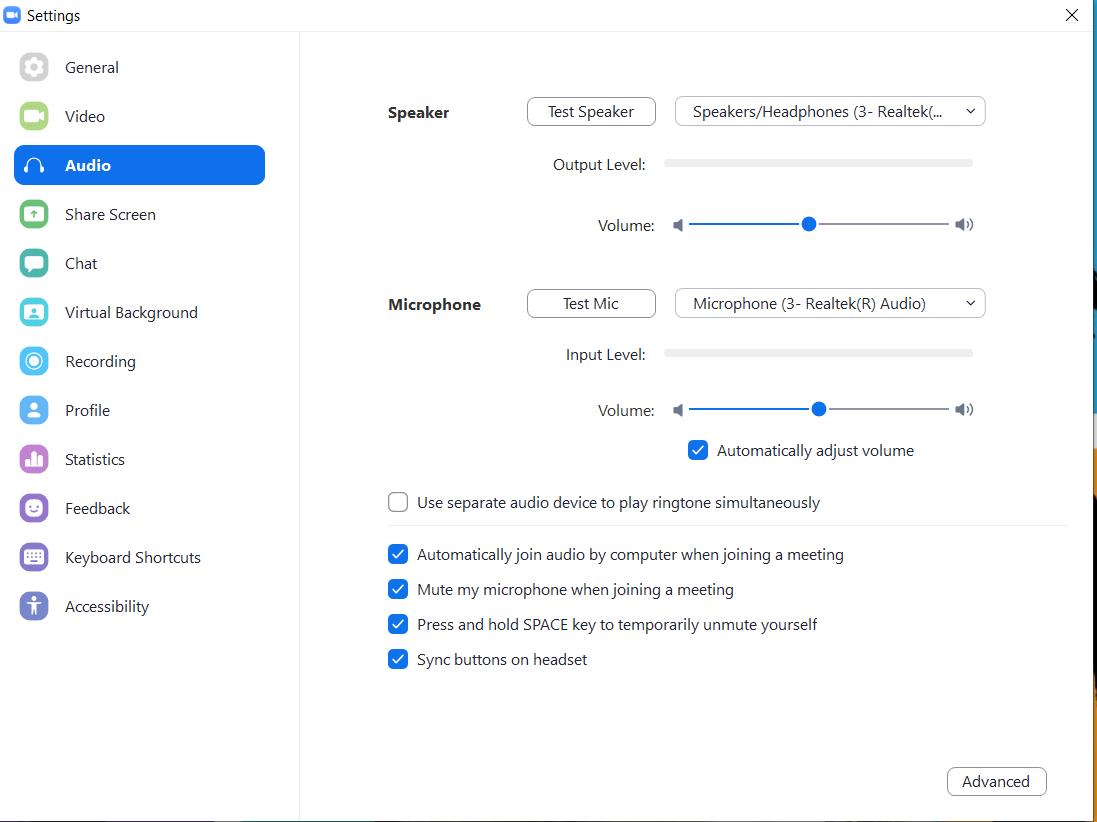 Settings
General
Video
Audio
Share Screen
Chat
Virtual Background
Recording
Profile
Statistics
Feedback
Keyboard Shortcuts
Accessibility
Speaker Test Speaker Speakers/Headphones (3- Realtek(...
Output Level:
Volume:
Microphone Test Mic Microphone (3- Realtek(R) Audio)
Input Level:
Volume:
Automatically adjust volume
Use separate audio device to play ringtone simultaneously
Automatically join audio by computer when joining a meeting
Mute my microphone when joining a meeting
Press and hold SPACE key to temporarily unmute yourself
Sync buttons on headset
Advanced